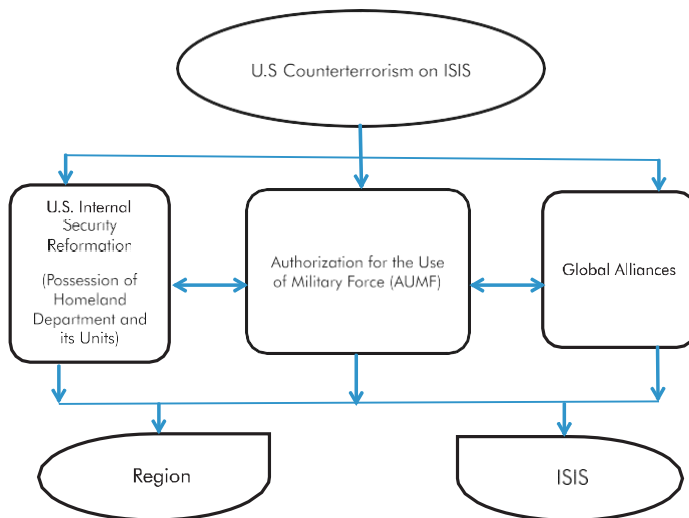 U.S Counterterrorism on ISIS
U.S. Internal
Security
Reformation
(Possession of
Homeland
Department and
its Units)
Authorization for the Use
of Military Force (AUMF)
Global Alliances
Region
ISIS